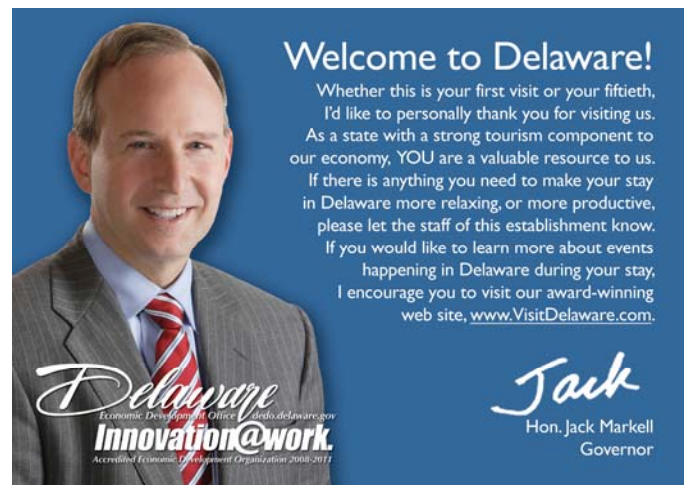 Welcome to Delaware!
Whether this is your first visit or your fiftieth,
I'd like to personally thank you for visiting us.
As a state with a strong tourism component to
our economy, YOU are a valuable resource to us.
If there is anything you need to make your stay
in Delaware more relaxing, or more productive,
please let the staff of this establishment know.
If you would like to learn more about events
happening in Delaware during your stay,
I encourage you to visit our award-winning
web site, www.VisitDelaware.com.
Jack
Hon. Jack Markell
Governor
Delaware
Economic Development Office dedo.delaware.gov
Innovation@work.
Accredited Economic Development Organization 2008-2011